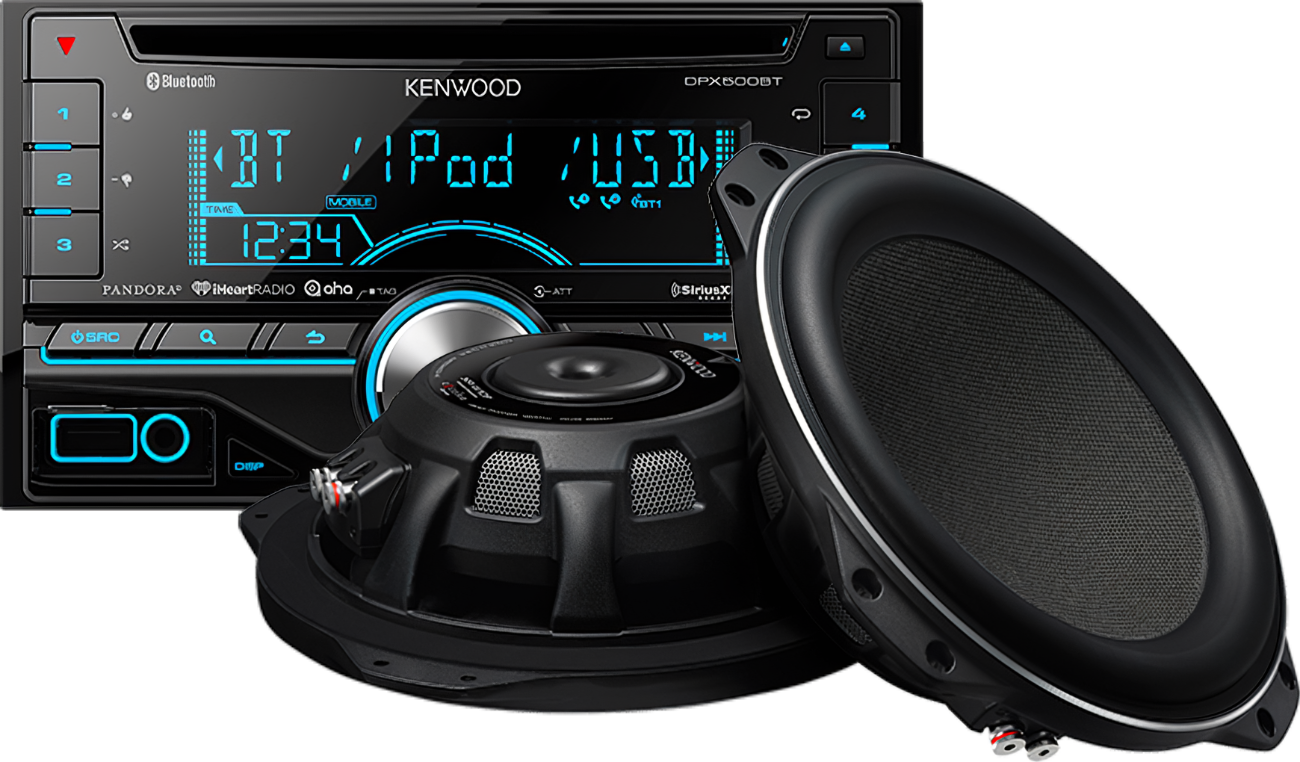 Bluetooth
KENWOOD
DPX500BT
1
4
BT / iPod / USB
2
MOBILE
BT1
TIME
12:34
3
PANDORA
iHeartRADIO
aha
TAG
ATT
SiriusX
SRC
DISP
KENWOOD